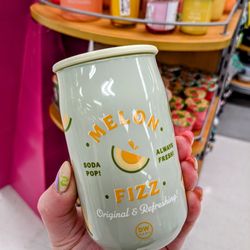 MELON
SODA POP!
ALWAYS FRESH!
FIZZ
Original & Refreshing!
DW